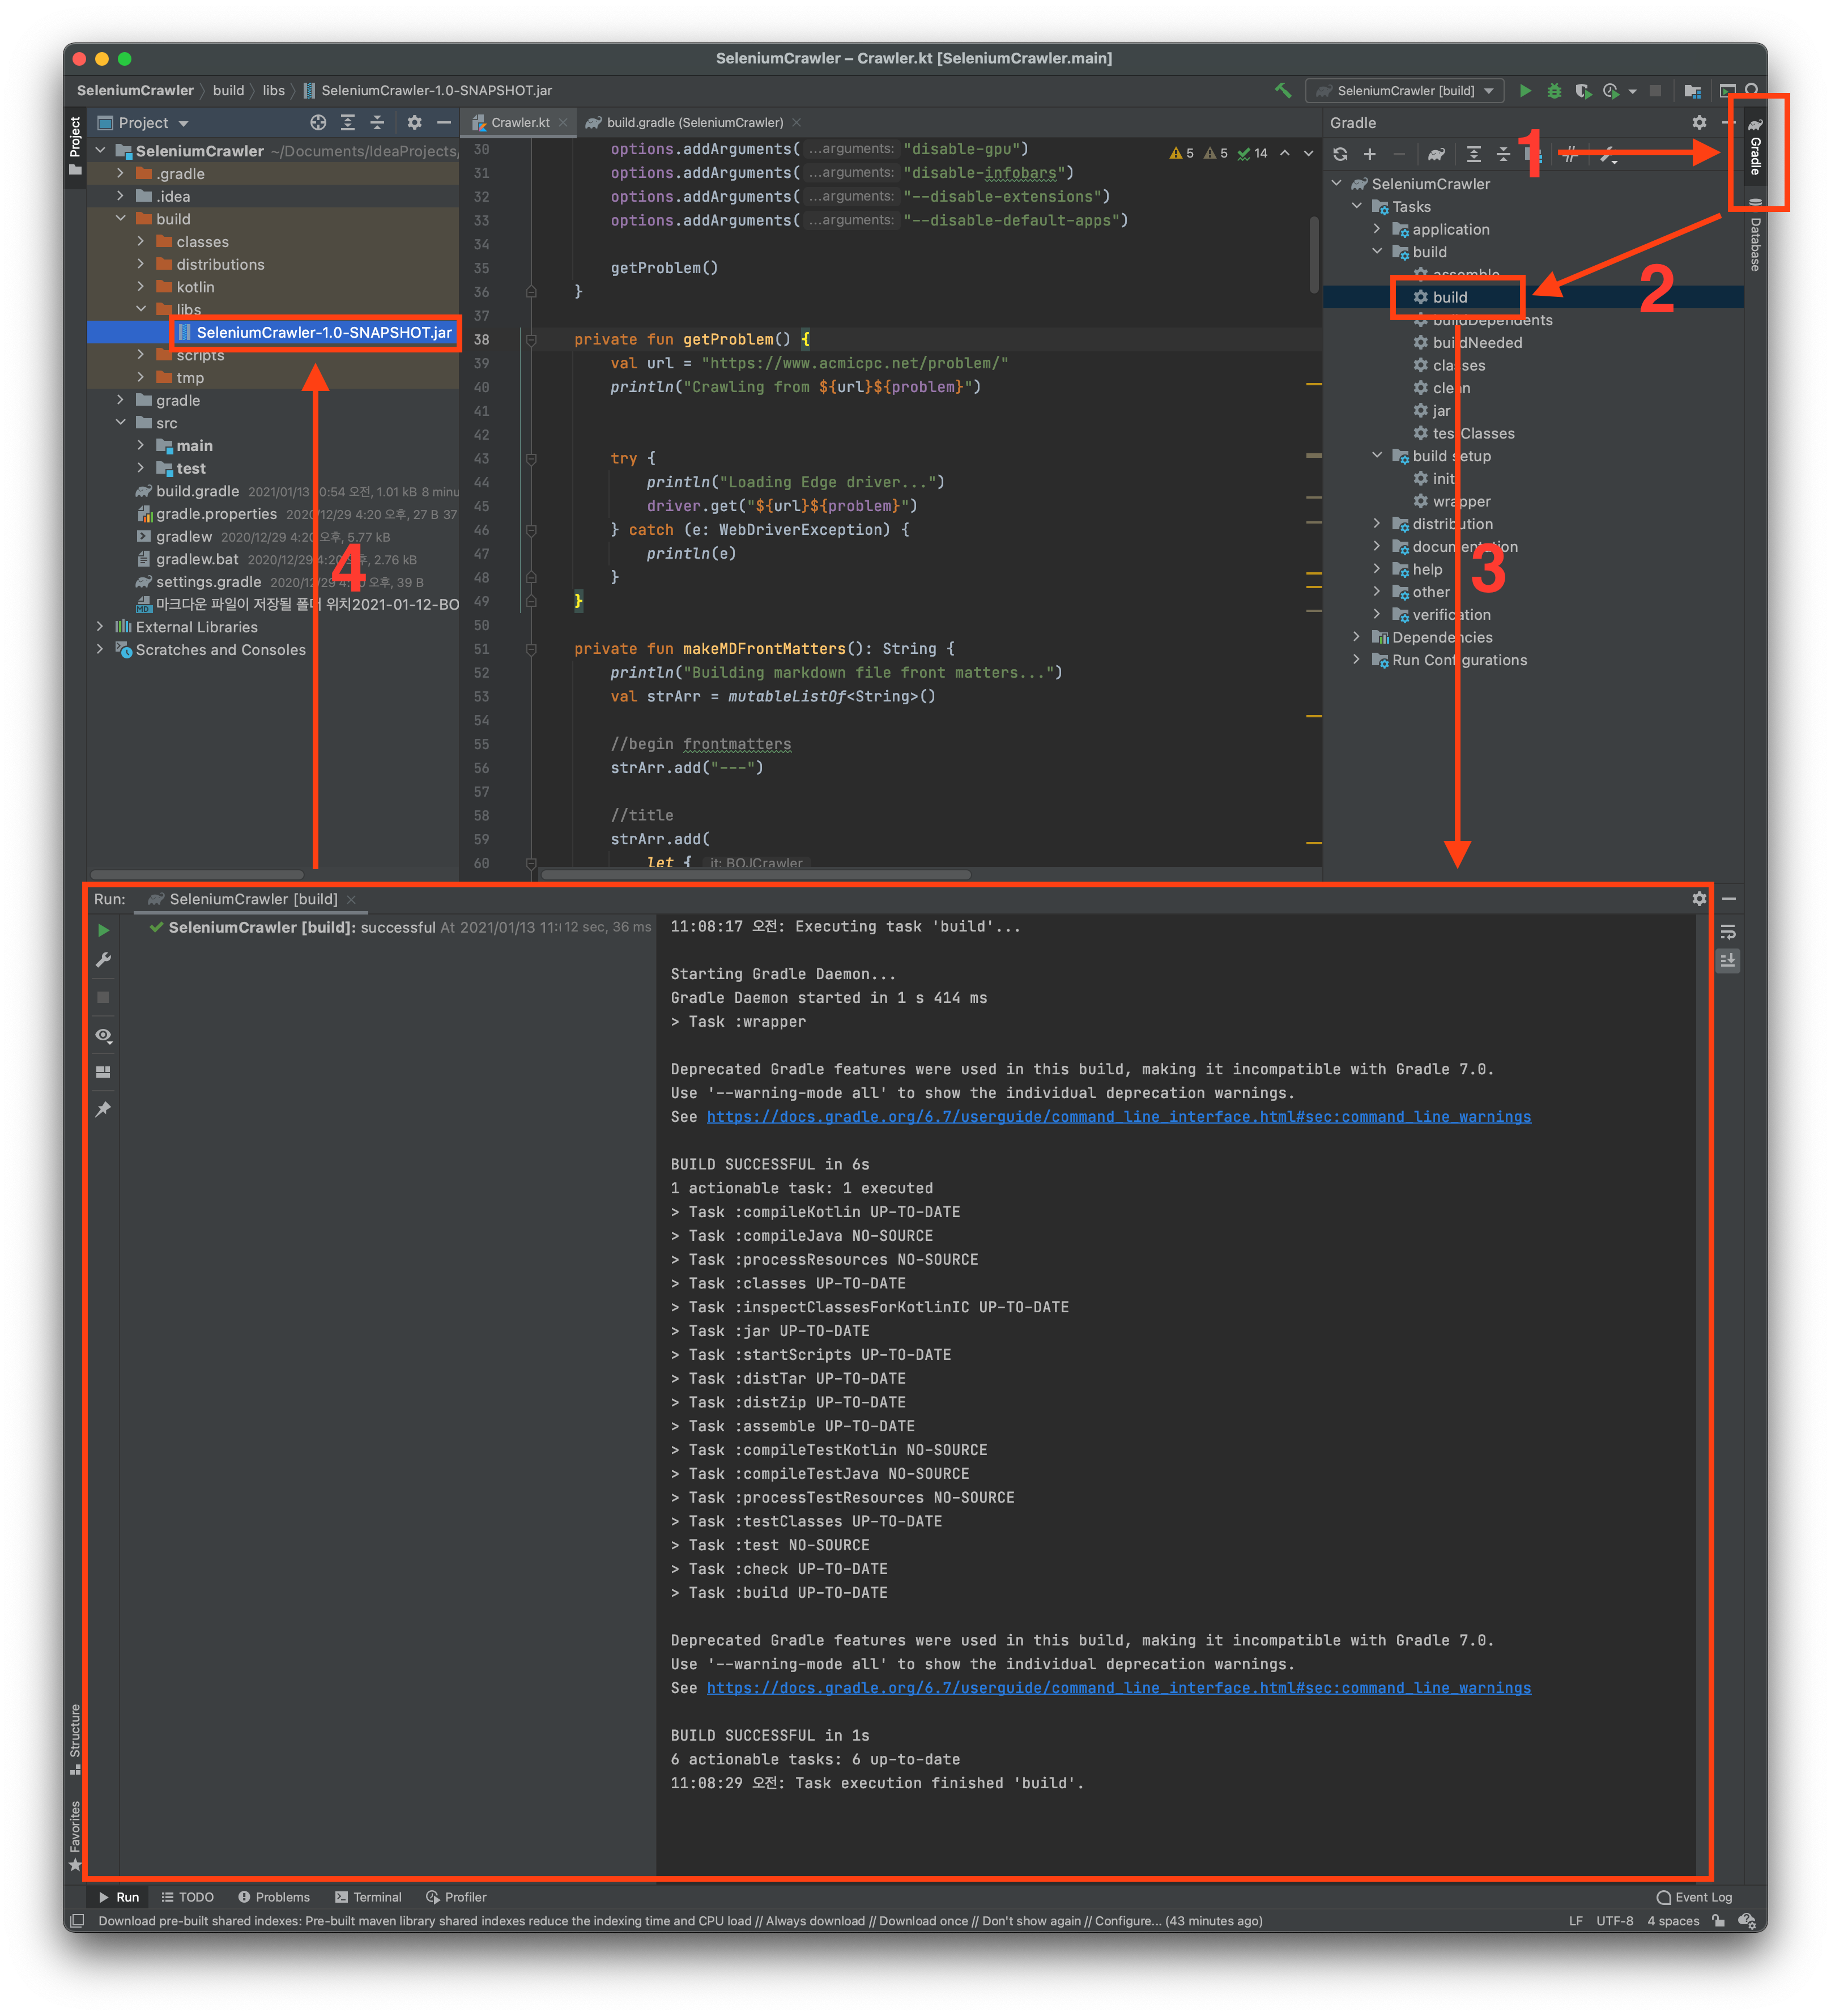 SeleniumCrawler – Crawler.kt [SeleniumCrawler.main]
SeleniumCrawler 〉 build 〉 libs 〉 SeleniumCrawler-1.0-SNAPSHOT.jar
SeleniumCrawler [build]
Project
Project
SeleniumCrawler ~/Documents/IdeaProjects/
.gradle
.idea
build
classes
distributions
kotlin
libs
SeleniumCrawler-1.0-SNAPSHOT.jar
scripts
tmp
gradle
src
main
test
build.gradle 2021/01/13 10:54 오전, 1.01 kB 8 minu
gradle.properties 2020/12/29 4:20 오후, 27 B 37
gradlew 2020/12/29 4:20 오후, 5.77 kB
gradlew.bat 2020/12/29 4:20 오후, 2.76 kB
settings.gradle 2020/12/29 4:20 오후, 39 B
마크다운 파일이 저장될 폴더 위치2021-01-12-BO
External Libraries
Scratches and Consoles
4
Crawler.kt
build.gradle (SeleniumCrawler)
5 5 14
30 options.addArguments( ...arguments: "disable-gpu")
31 options.addArguments( ...arguments: "disable-infobars")
32 options.addArguments( ...arguments: "--disable-extensions")
33 options.addArguments( ...arguments: "--disable-default-apps")
34
35 getProblem()
36 }
37
38 private fun getProblem() {
39 val url = "https://www.acmicpc.net/problem/"
40 println("Crawling from ${url}${problem}")
41
42
43 try {
44 println("Loading Edge driver...")
45 driver.get("${url}${problem}")
46 } catch (e: WebDriverException) {
47 println(e)
48 }
49 }
50
51 private fun makeMDFrontMatters(): String {
52 println("Building markdown file front matters...")
53 val strArr = mutableListOf<String>()
54
55 //begin frontmatters
56 strArr.add("---")
57
58 //title
59 strArr.add(
60 let { it: BOJCrawler
Gradle
1
SeleniumCrawler
Tasks
application
build
assemble
build
buildDependents
buildNeeded
classes
clean
jar
testClasses
build setup
init
wrapper
distribution
documentation
help
other
verification
Dependencies
Run Configurations
2
3
Gradle
Database
Run: SeleniumCrawler [build]
SeleniumCrawler [build]: successful At 2021/01/13 11: 12 sec, 36 ms
11:08:17 오전: Executing task 'build'...
Starting Gradle Daemon...
Gradle Daemon started in 1 s 414 ms
> Task :wrapper
Deprecated Gradle features were used in this build, making it incompatible with Gradle 7.0.
Use '--warning-mode all' to show the individual deprecation warnings.
See https://docs.gradle.org/6.7/userguide/command_line_interface.html#sec:command_line_warnings
BUILD SUCCESSFUL in 6s
1 actionable task: 1 executed
> Task :compileKotlin UP-TO-DATE
> Task :compileJava NO-SOURCE
> Task :processResources NO-SOURCE
> Task :classes UP-TO-DATE
> Task :inspectClassesForKotlinIC UP-TO-DATE
> Task :jar UP-TO-DATE
> Task :startScripts UP-TO-DATE
> Task :distTar UP-TO-DATE
> Task :distZip UP-TO-DATE
> Task :assemble UP-TO-DATE
> Task :compileTestKotlin NO-SOURCE
> Task :compileTestJava NO-SOURCE
> Task :processTestResources NO-SOURCE
> Task :testClasses UP-TO-DATE
> Task :test NO-SOURCE
> Task :check UP-TO-DATE
> Task :build UP-TO-DATE
Deprecated Gradle features were used in this build, making it incompatible with Gradle 7.0.
Use '--warning-mode all' to show the individual deprecation warnings.
See https://docs.gradle.org/6.7/userguide/command_line_interface.html#sec:command_line_warnings
BUILD SUCCESSFUL in 1s
6 actionable tasks: 6 up-to-date
11:08:29 오전: Task execution finished 'build'.
Structure
Favorites
Run TODO Problems Terminal Profiler Event Log
Download pre-built shared indexes: Pre-built maven library shared indexes reduce the indexing time and CPU load // Always download // Download once // Don't show again // Configure... (43 minutes ago) LF UTF-8 4 spaces